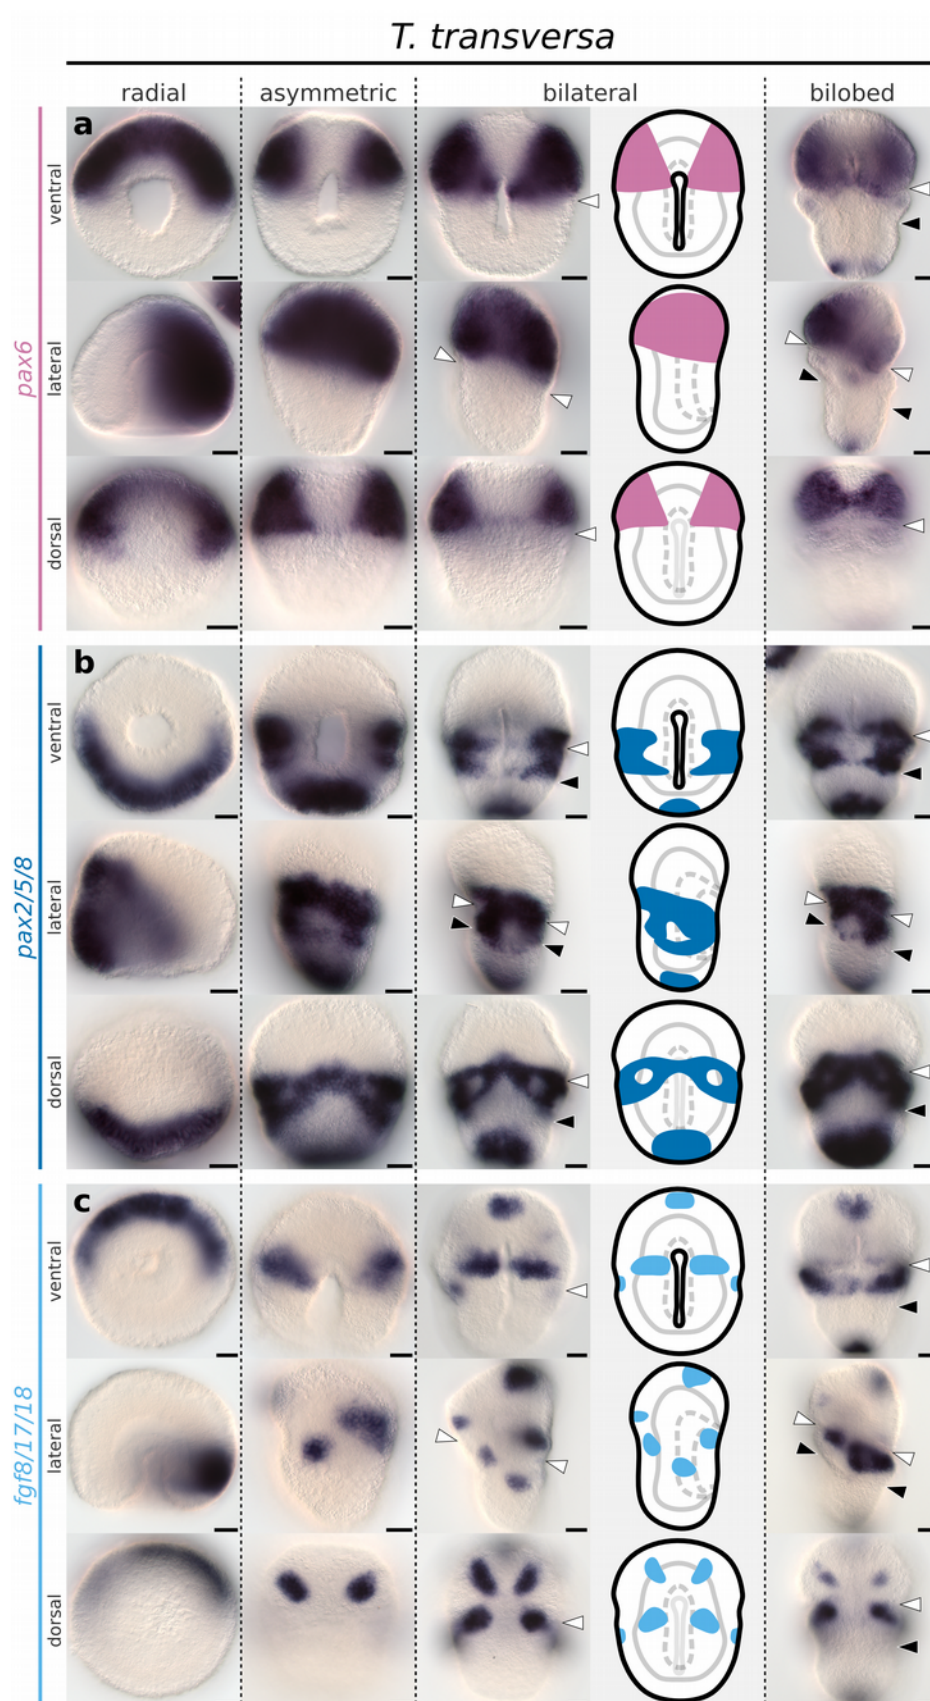 T. transversa
radial asymmetric bilateral bilobed
a
ventral
pax6
lateral
dorsal
b
ventral
pax2/5/8
lateral
dorsal
c
ventral
fgf8/17/18
lateral
dorsal